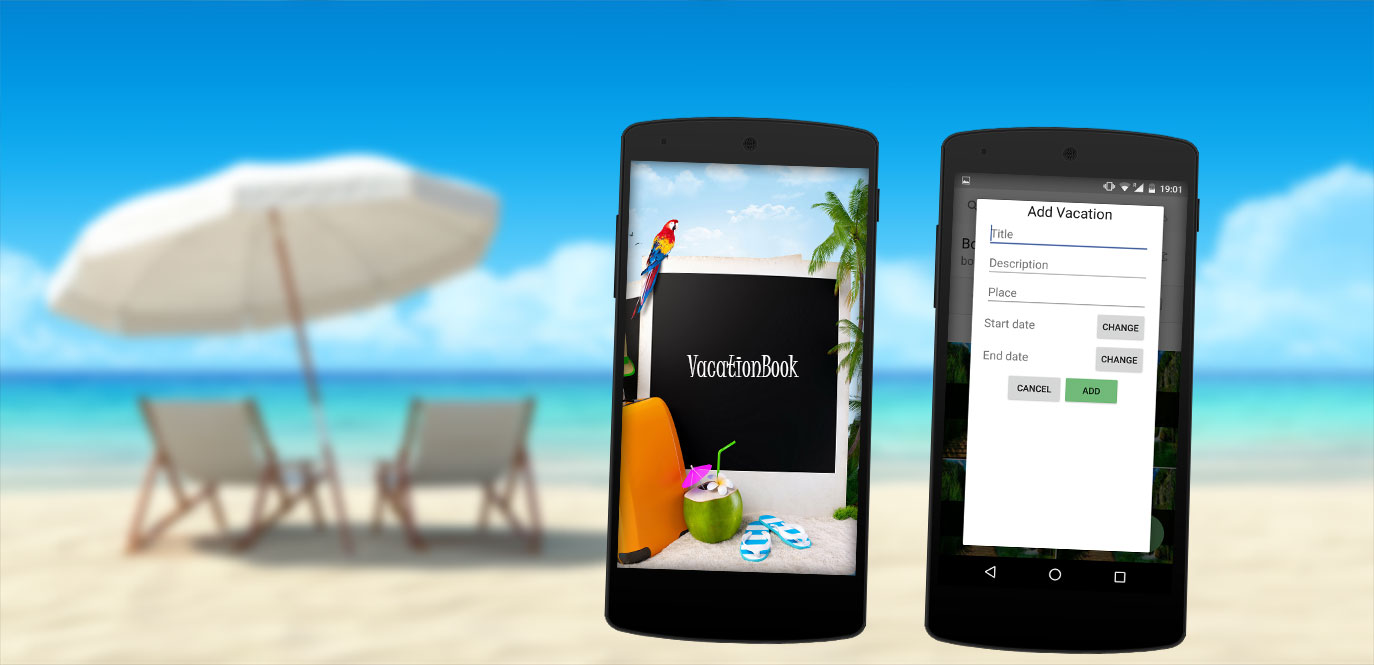 VacationBook
19:01
Add Vacation
Title
Description
Place
Start date
CHANGE
End date
CHANGE
CANCEL
ADD